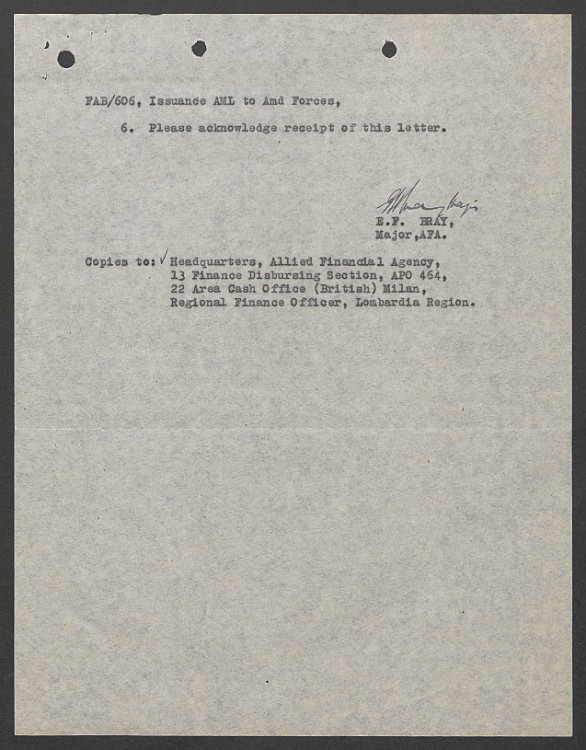 FAB/606, Issuance AML to Amd Forces,
6. Please acknowledge receipt of this letter.
E.F. BRAY,
Major,AFA.
Copies to: √ Headquarters, Allied Financial Agency,
13 Finance Disbursing Section, APO 464,
22 Area Cash Office (British) Milan,
Regional Finance Officer, Lombardia Region.